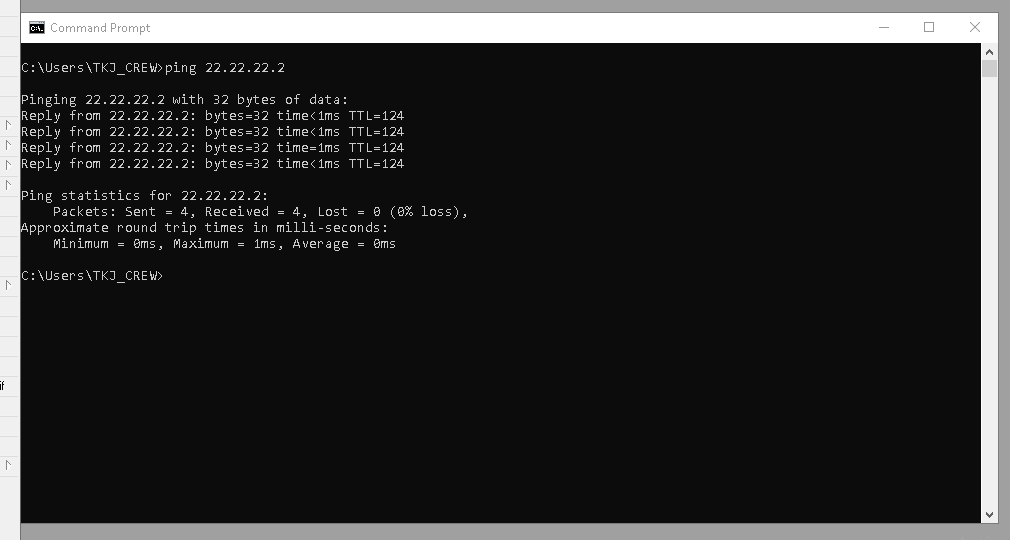 Command Prompt
C:\Users\TKJ_CREW>ping 22.22.22.2
Pinging 22.22.22.2 with 32 bytes of data:
Reply from 22.22.22.2: bytes=32 time<1ms TTL=124
Reply from 22.22.22.2: bytes=32 time<1ms TTL=124
Reply from 22.22.22.2: bytes=32 time=1ms TTL=124
Reply from 22.22.22.2: bytes=32 time<1ms TTL=124
Ping statistics for 22.22.22.2:
Packets: Sent = 4, Received = 4, Lost = 0 (0% loss),
Approximate round trip times in milli-seconds:
Minimum = 0ms, Maximum = 1ms, Average = 0ms
C:\Users\TKJ_CREW>
if